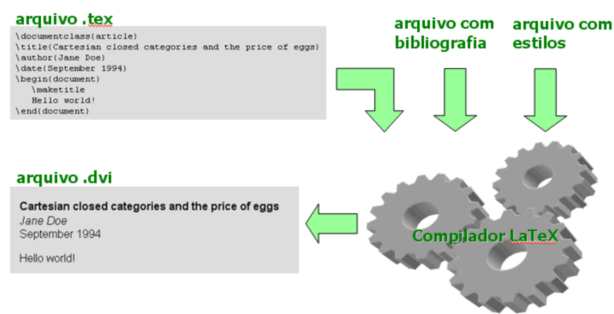 arquivo .tex
\documentclass(article)
\title(Cartesian closed categories and the price of eggs)
\author(Jane Doe)
\date(September 1994)
\begin(document)
\maketitle
Hello world!
\end(document)
arquivo com
bibliografia
arquivo com
estilos
arquivo .dvi
Cartesian closed categories and the price of eggs
Jane Doe
September 1994
Hello world!
Compilador LaTeX